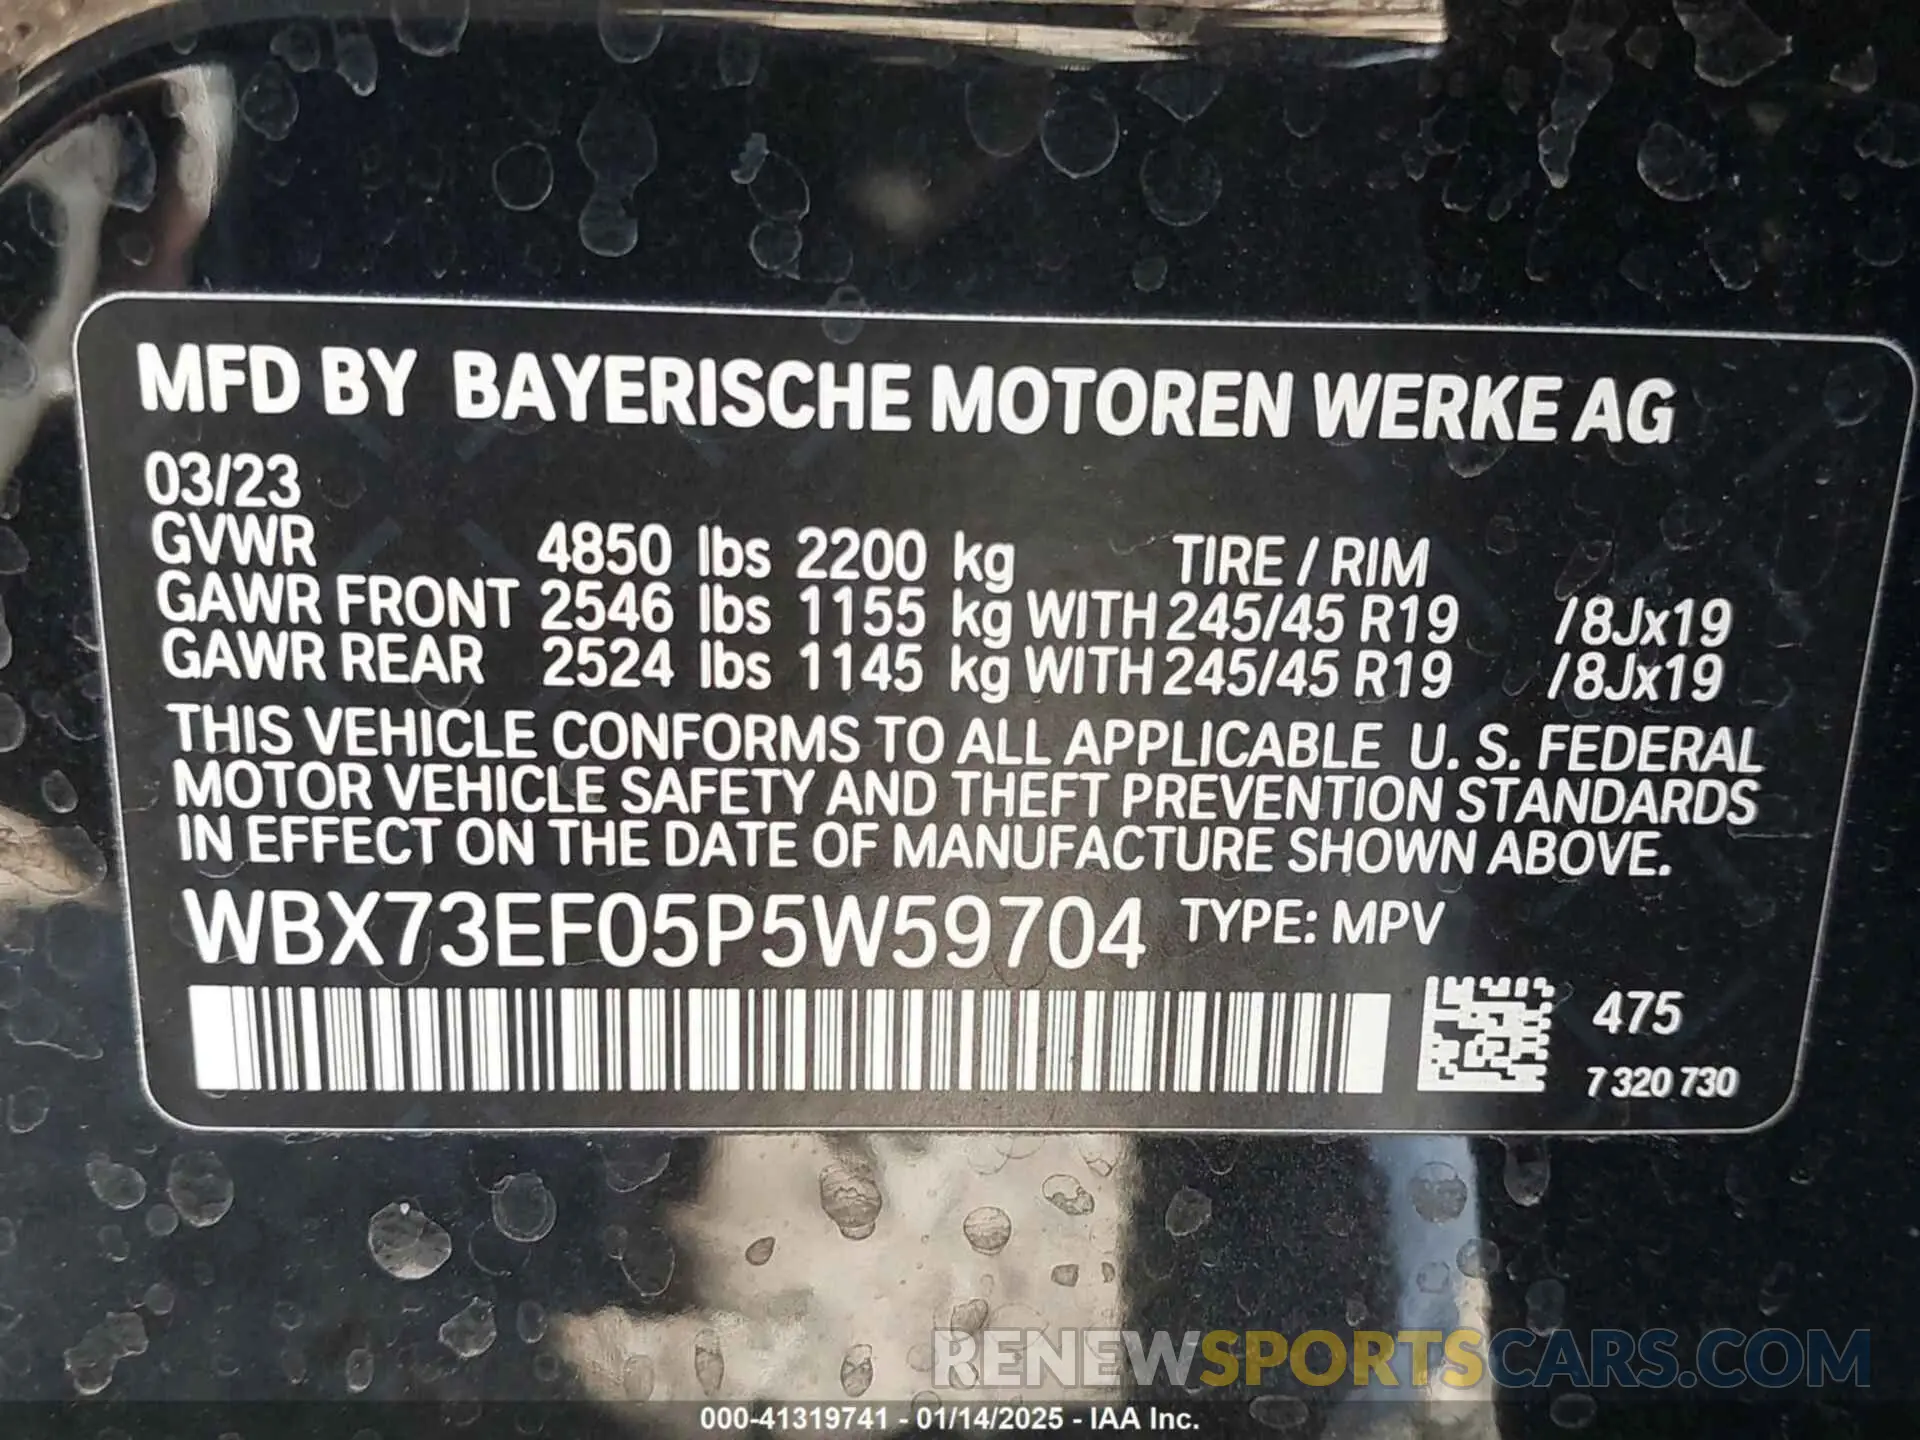 MFD BY BAYERISCHE MOTOREN WERKE AG
03/23
GVWR 4850 lbs 2200 kg TIRE / RIM
GAWR FRONT 2546 lbs 1155 kg WITH 245/45 R19 /8Jx19
GAWR REAR 2524 lbs 1145 kg WITH 245/45 R19 /8Jx19
THIS VEHICLE CONFORMS TO ALL APPLICABLE U. S. FEDERAL
MOTOR VEHICLE SAFETY AND THEFT PREVENTION STANDARDS
IN EFFECT ON THE DATE OF MANUFACTURE SHOWN ABOVE.
WBX73EF05P5W59704 TYPE: MPV
475
7 320 730
RENEWSPORTSCARS.COM
000-41319741 - 01/14/2025 - IAA Inc.